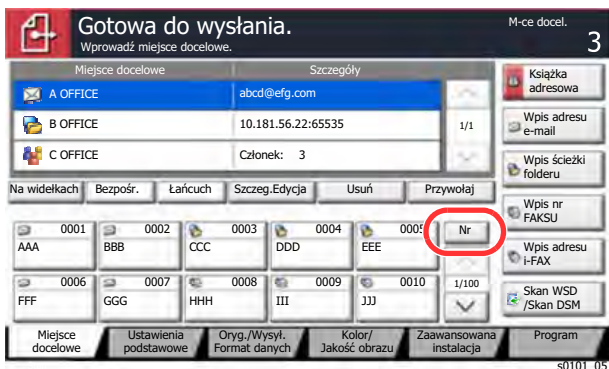 Gotowa do wysłania.
Wprowadź miejsce docelowe.
M-ce docel.
3
Miejsce docelowe Szczegóły
A OFFICE abcd@efg.com
B OFFICE 10.181.56.22:65535
C OFFICE Członek: 3
1/1
Na widełkach Bezpośr. Łańcuch Szczeg.Edycja Usuń Przywołaj
0001 0002 0003 0004 0005
AAA BBB CCC DDD EEE
Nr
0006 0007 0008 0009 0010
FFF GGG HHH III JJJ
1/100
Książka
adresowa
Wpis adresu
e-mail
Wpis ścieżki
folderu
Wpis nr
FAKSU
Wpis adresu
i-FAX
Skan WSD
/Skan DSM
Miejsce
docelowe
Ustawienia
podstawowe
Oryg./Wysył.
Format danych
Kolor/
Jakość obrazu
Zaawansowana
instalacja
Program
s0101_05